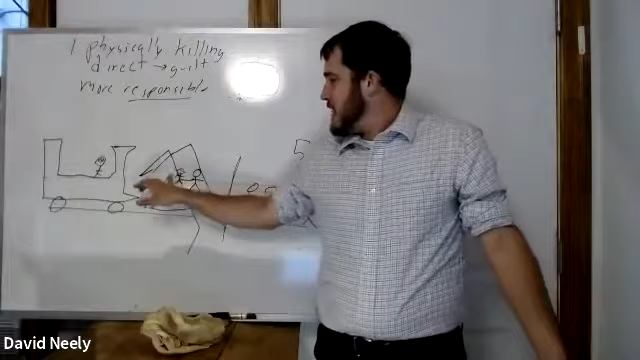 1 physically killing
direct → guilt
more responsible
5
David Neely